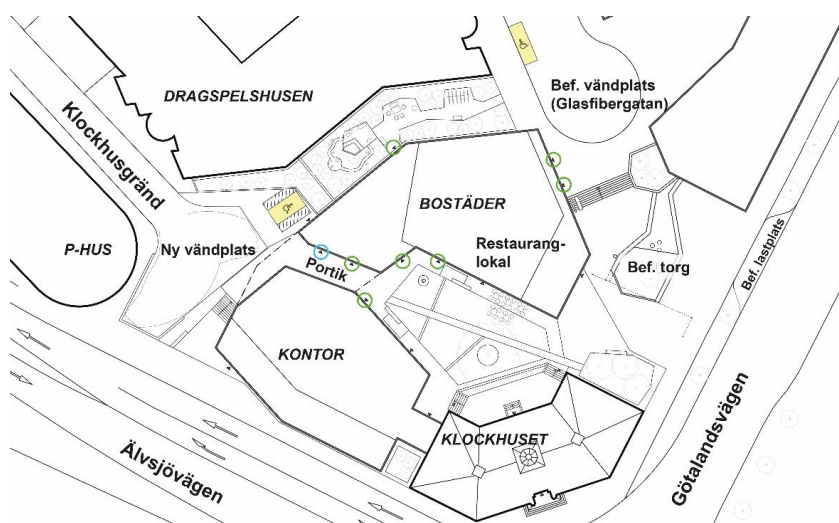 DRAGSPELSHUSEN
Bef. vändplats
(Glasfibergatan)
Klockhusgränd
BOSTÄDER
P-HUS
Ny vändplats
Portik
Restaurang-
lokal
Bef. torg
Bef. lastplats
KONTOR
KLOCKHUSET
Älvsjövägen
Götalandsvägen